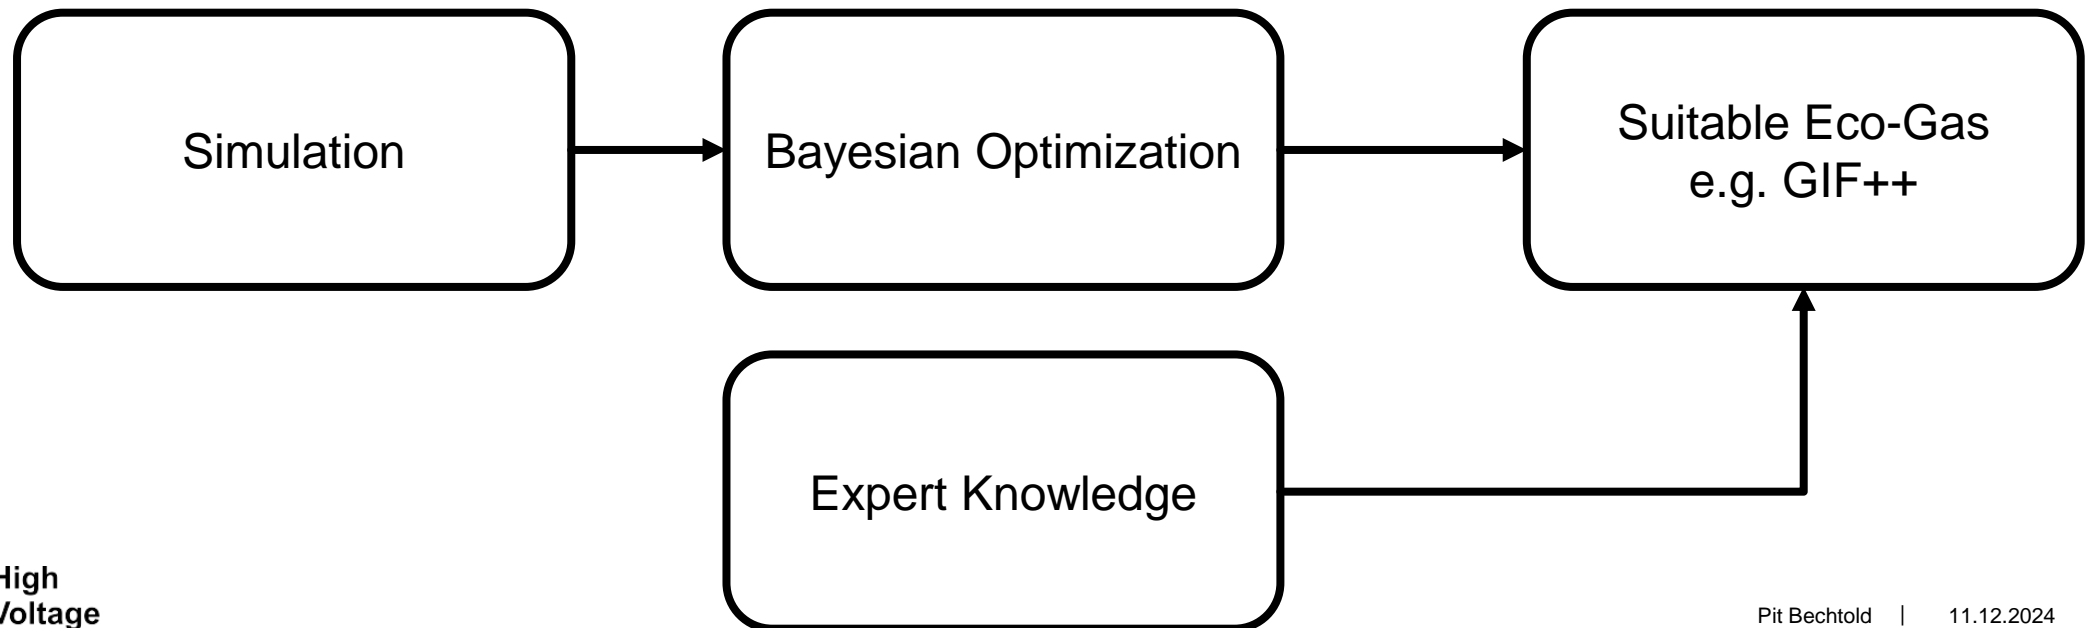 Simulation
Bayesian Optimization
Suitable Eco-Gas
e.g. GIF++
Expert Knowledge
High
Voltage
Pit Bechtold | 11.12.2024